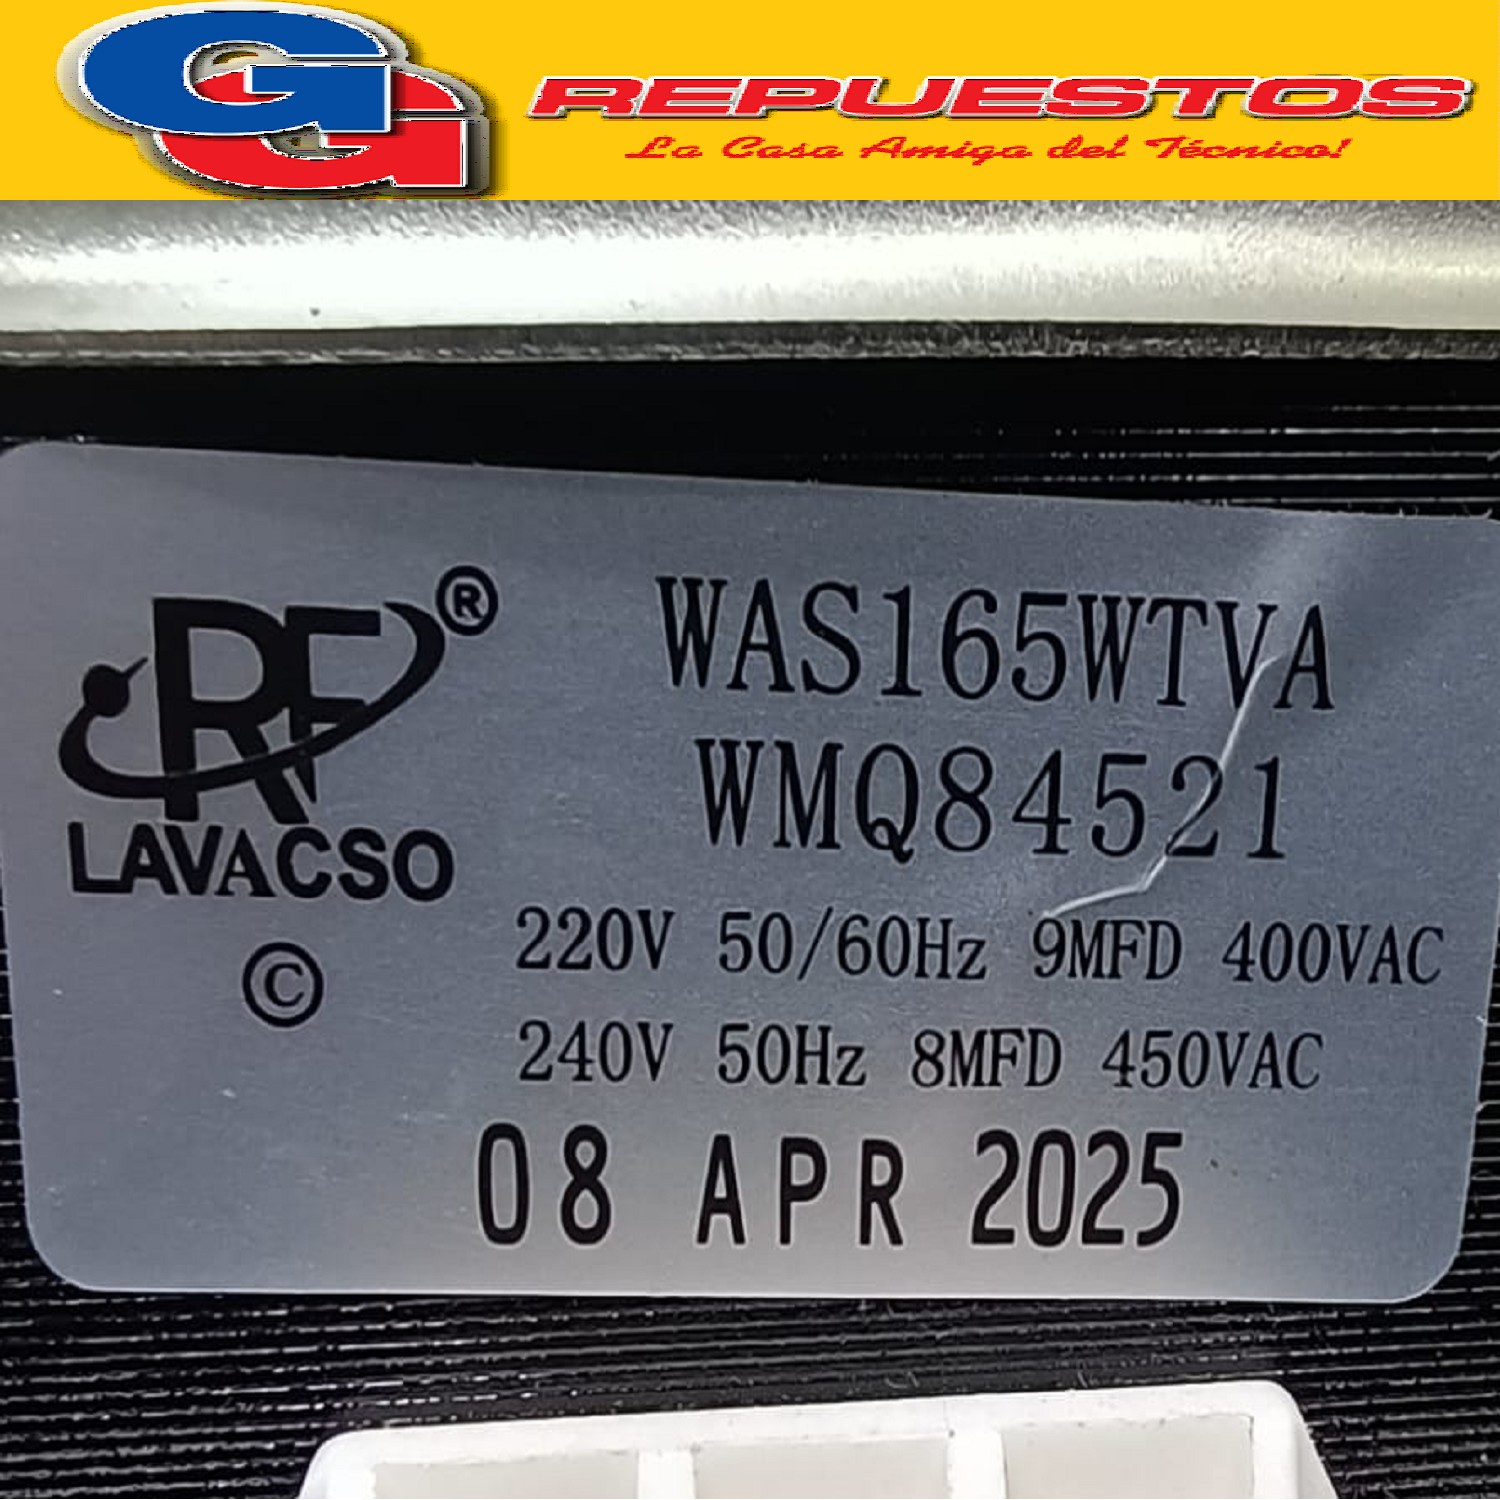 GG REPUESTOS
La Casa Amiga del Técnico!
RF®
LAVACSO
©
WAS165WTVA
WMQ84521
220V 50/60Hz 9MFD 400VAC
240V 50Hz 8MFD 450VAC
08 APR 2025